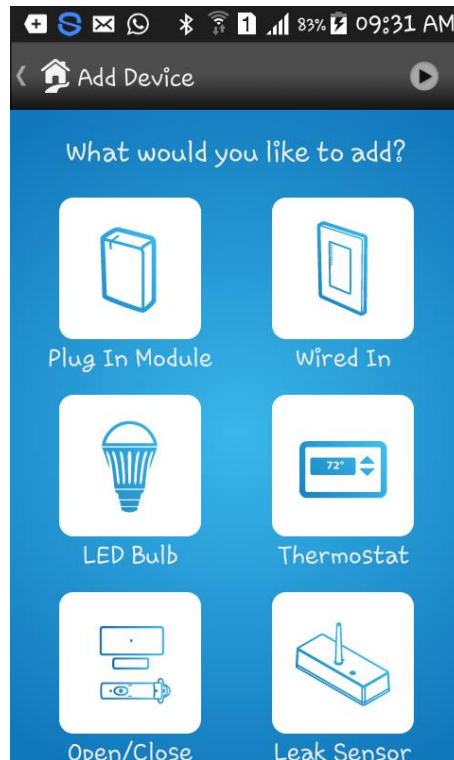 1 83% 09:31 AM
Add Device
What would you like to add?
Plug In Module Wired In
72°
LED Bulb Thermostat
Open/Close Leak Sensor